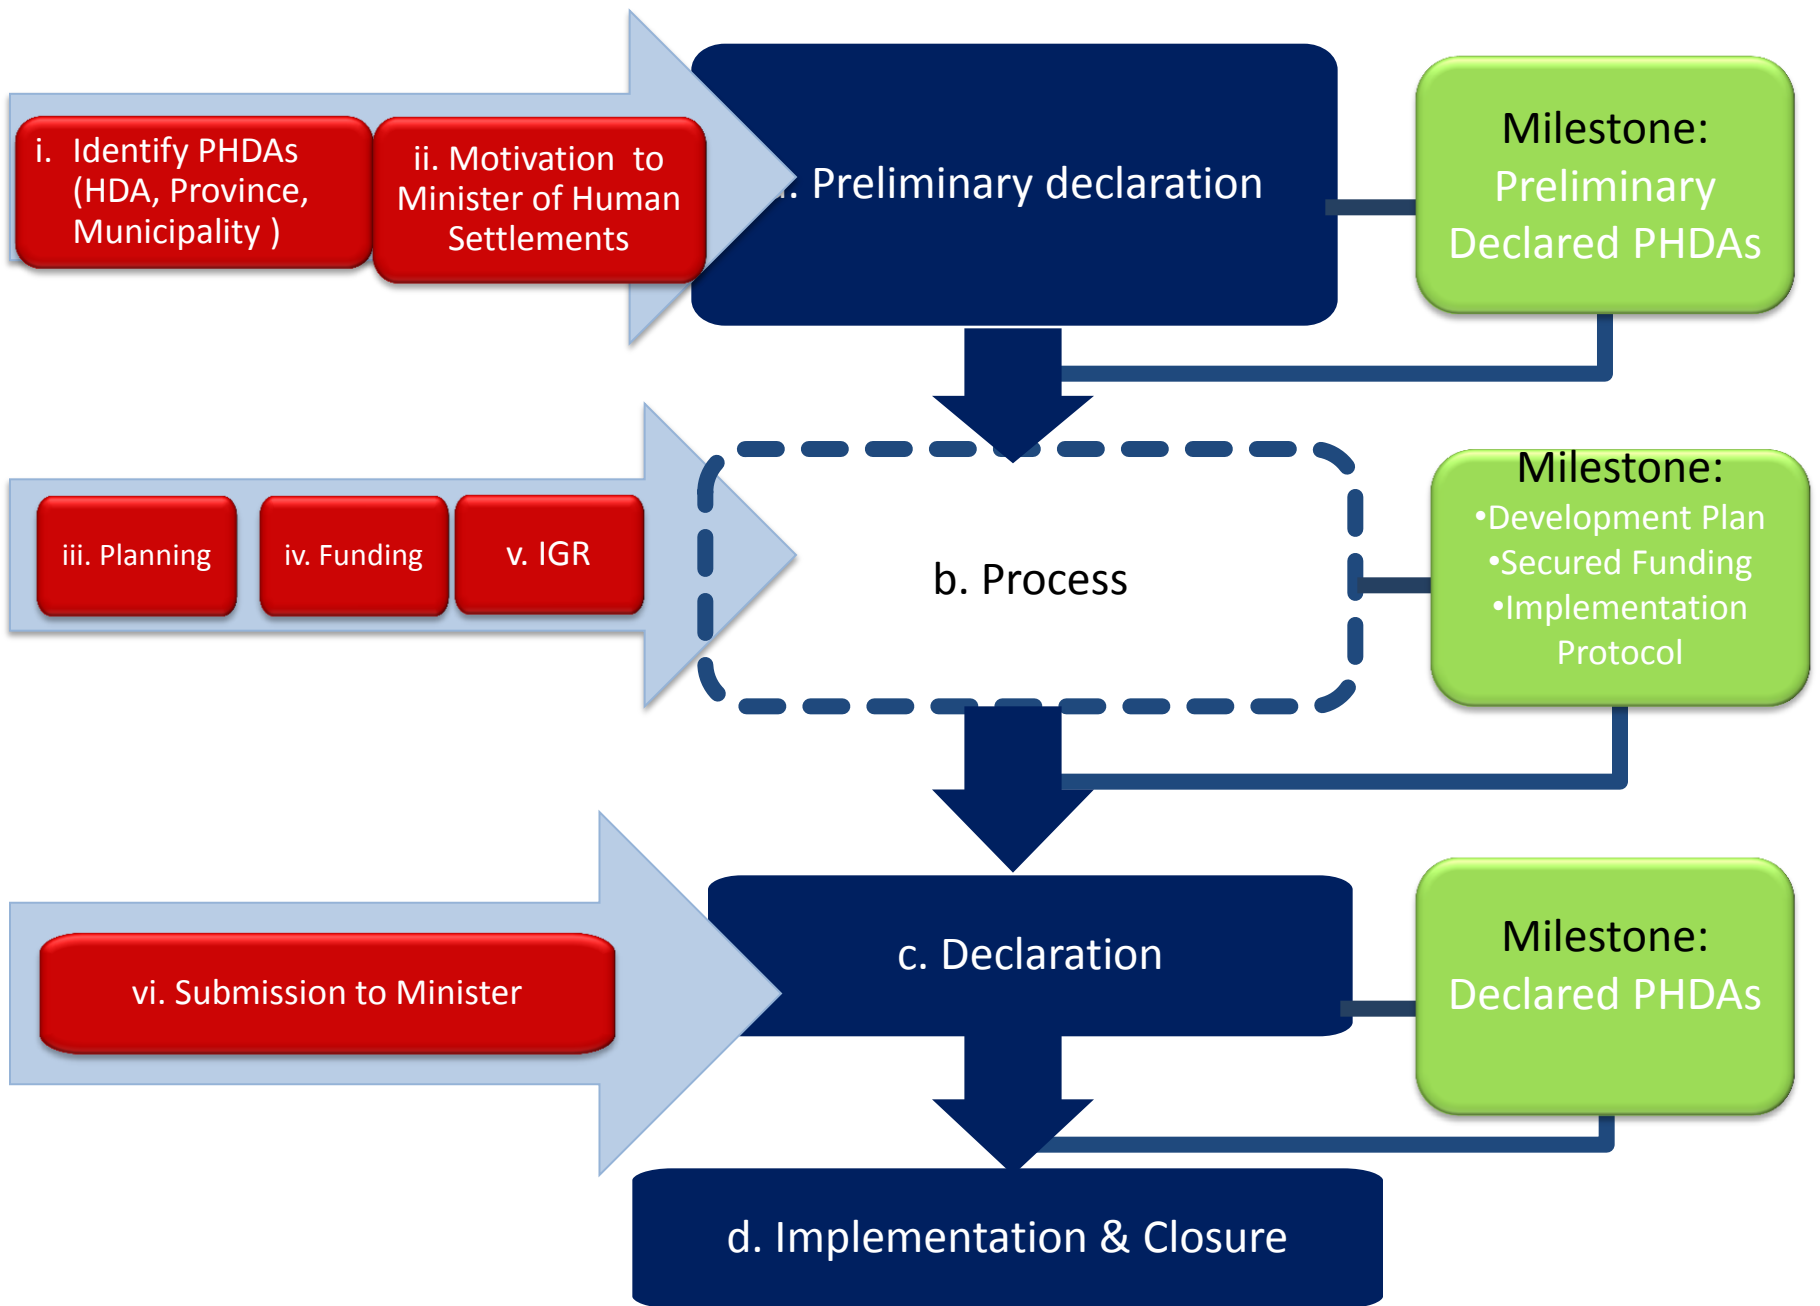 i. Identify PHDAs
(HDA, Province,
Municipality )
ii. Motivation to
Minister of Human
Settlements
. Preliminary declaration
Milestone:
Preliminary
Declared PHDAs
iii. Planning
iv. Funding
v. IGR
b. Process
Milestone:
•Development Plan
•Secured Funding
•Implementation
Protocol
vi. Submission to Minister
c. Declaration
Milestone:
Declared PHDAs
d. Implementation & Closure